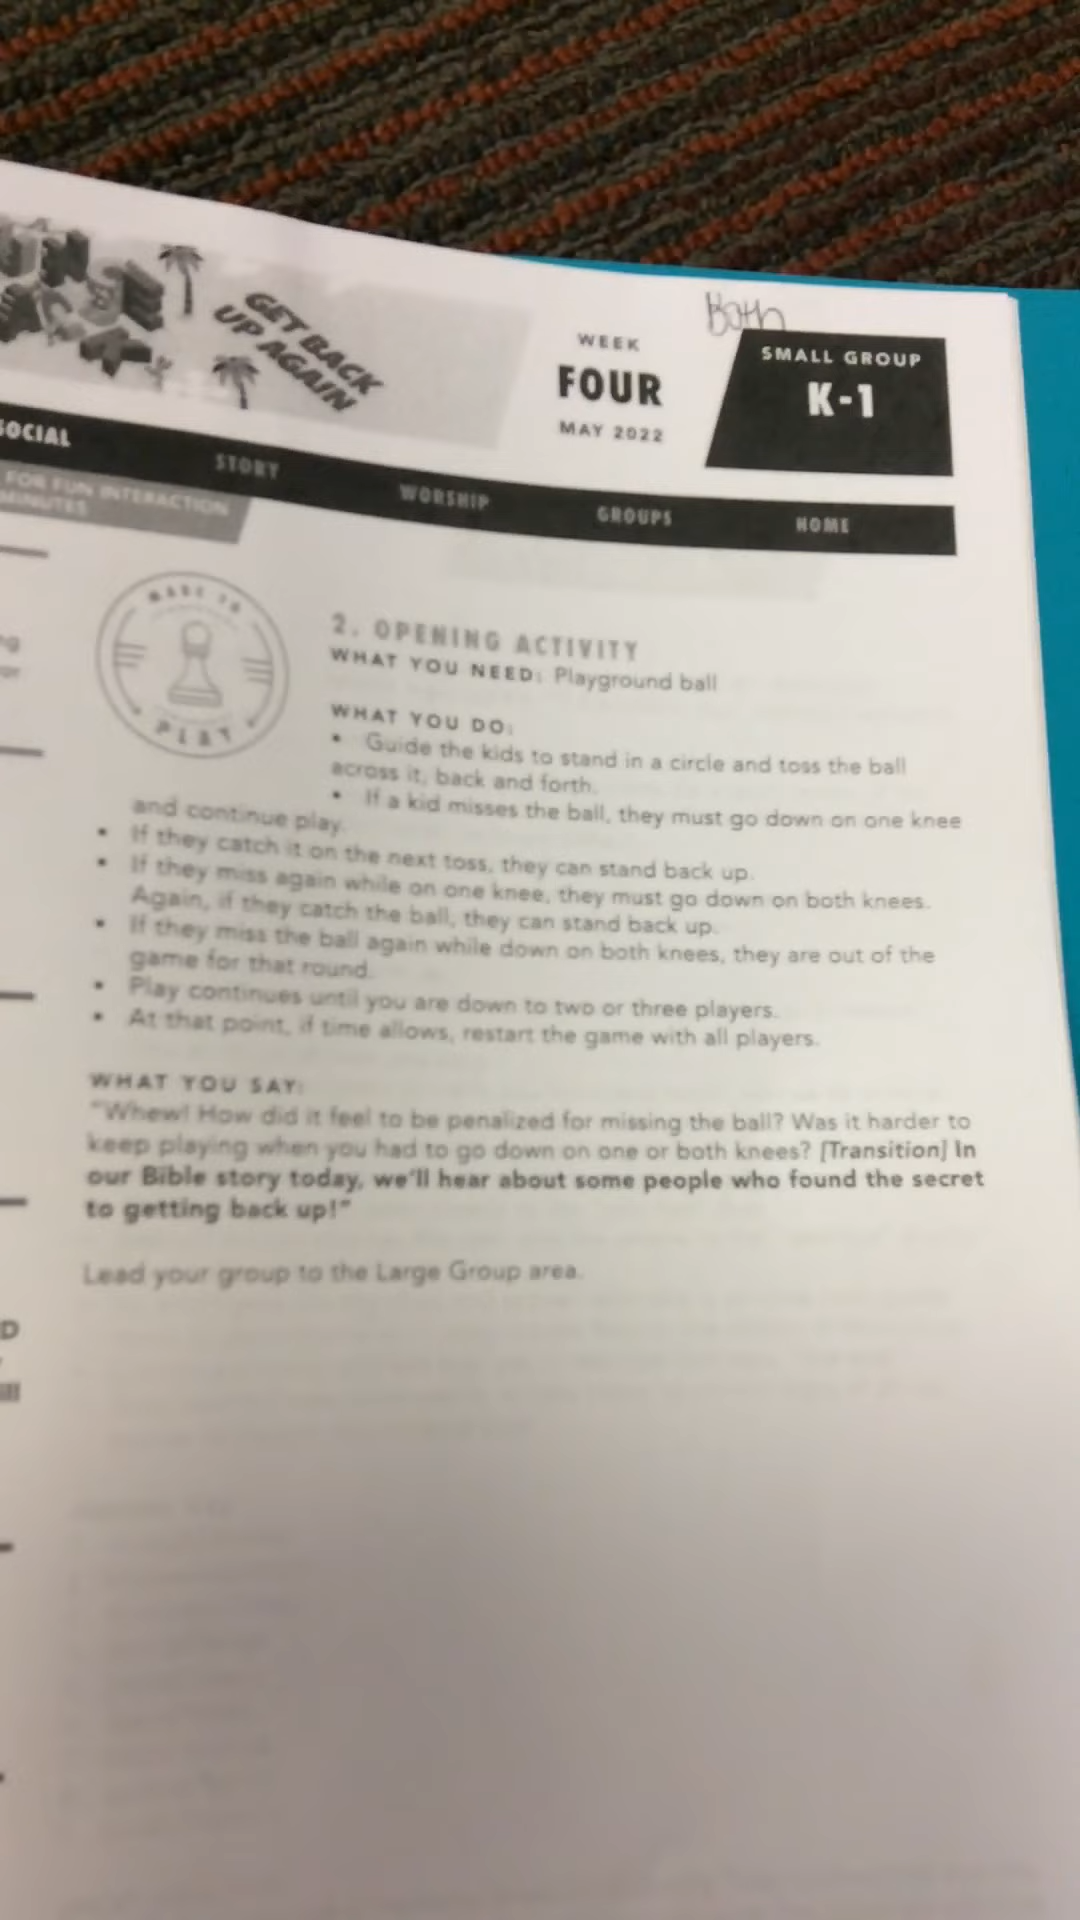 GET BACK
UP AGAIN
WEEK
FOUR
MAY 2022
Both
SMALL GROUP
K-1
SOCIAL
STORY
WORSHIP
GROUPS
HOME
FOR FUN INTERACTION
MINUTES
MADE TO
PLAY
2. OPENING ACTIVITY
WHAT YOU NEED: Playground ball
WHAT YOU DO:
• Guide the kids to stand in a circle and toss the ball
across it, back and forth.
• If a kid misses the ball, they must go down on one knee
and continue play.
• If they catch it on the next toss, they can stand back up.
• If they miss again while on one knee, they must go down on both knees.
Again, if they catch the ball, they can stand back up.
• If they miss the ball again while down on both knees, they are out of the
game for that round.
• Play continues until you are down to two or three players.
• At that point, if time allows, restart the game with all players.
WHAT YOU SAY:
"Whew! How did it feel to be penalized for missing the ball? Was it harder to
keep playing when you had to go down on one or both knees? [Transition] In
our Bible story today, we'll hear about some people who found the secret
to getting back up!"
Lead your group to the Large Group area.